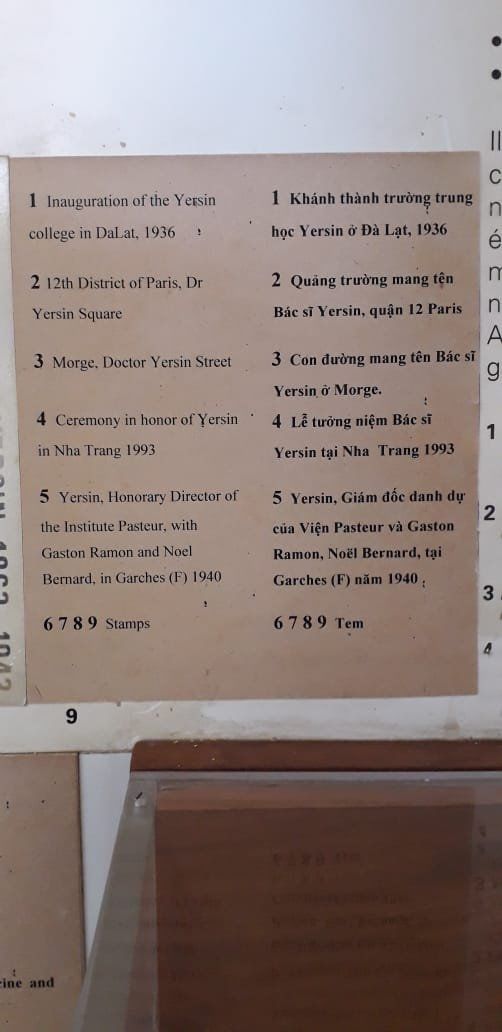 1 Inauguration of the Yersin
college in DaLat, 1936
2 12th District of Paris, Dr
Yersin Square
3 Morge, Doctor Yersin Street
4 Ceremony in honor of Yersin
in Nha Trang 1993
5 Yersin, Honorary Director of
the Institute Pasteur, with
Gaston Ramon and Noel
Bernard, in Garches (F) 1940
6 7 8 9 Stamps
1 Khánh thành trường trung
học Yersin ở Đà Lạt, 1936
2 Quảng trường mang tên
Bác sĩ Yersin, quận 12 Paris
3 Con đường mang tên Bác sĩ
Yersin ở Morge.
4 Lễ tưởng niệm Bác sĩ
Yersin tại Nha Trang 1993
5 Yersin, Giám đốc danh dự
của Viện Pasteur và Gaston
Ramon, Noël Bernard, tại
Garches (F) năm 1940
6 7 8 9 Tem
1
2
3
4
9
and